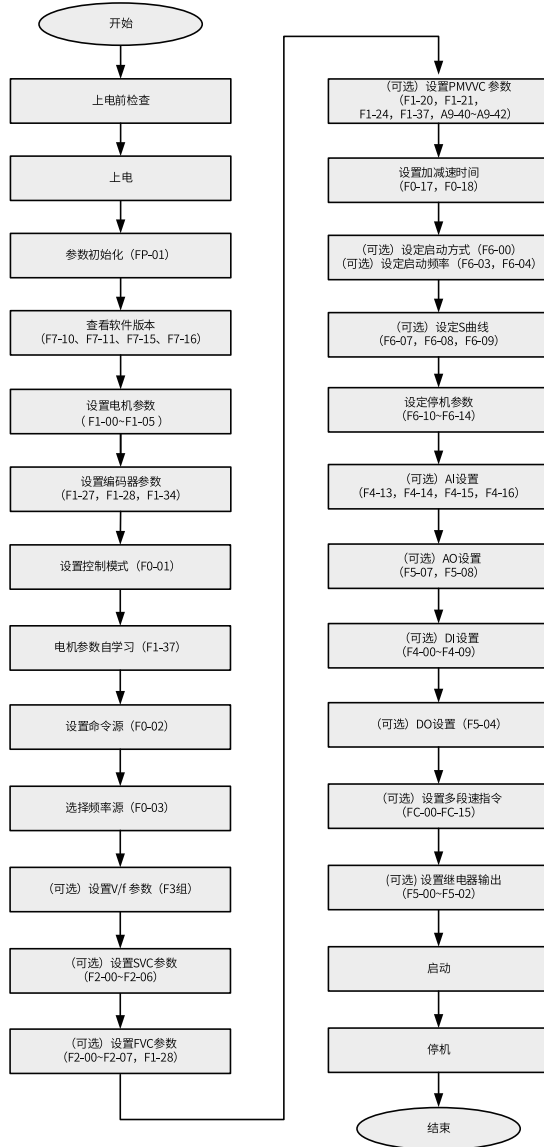 开始
上电前检查
上电
参数初始化（FP-01）
查看软件版本
（F7-10、F7-11、F7-15、F7-16）
设置电机参数
（ F1-00~F1-05 ）
设置编码器参数
（F1-27，F1-28，F1-34）
设置控制模式（F0-01）
电机参数自学习（F1-37）
设置命令源（F0-02）
选择频率源（F0-03）
（可选）设置V/f 参数（F3组）
（可选）设置SVC参数
（F2-00~F2-06）
（可选）设置FVC参数
（F2-00~F2-07，F1-28）
（可选）设置PMVVC 参数
（F1-20，F1-21，
F1-24，F1-37，A9-40~A9-42）
设置加减速时间
（F0-17，F0-18）
（可选）设定启动方式（F6-00）
（可选）设定启动频率（F6-03，F6-04）
（可选）设定S曲线
（F6-07，F6-08，F6-09）
设定停机参数
（F6-10~F6-14）
（可选）AI设置
（F4-13，F4-14，F4-15，F4-16）
（可选）AO设置
（F5-07，F5-08）
（可选）DI设置
（F4-00~F4-09）
（可选）DO设置（F5-04）
（可选）设置多段速指令
（FC-00-FC-15）
(可选) 设置继电器输出
（F5-00~F5-02）
启动
停机
结束